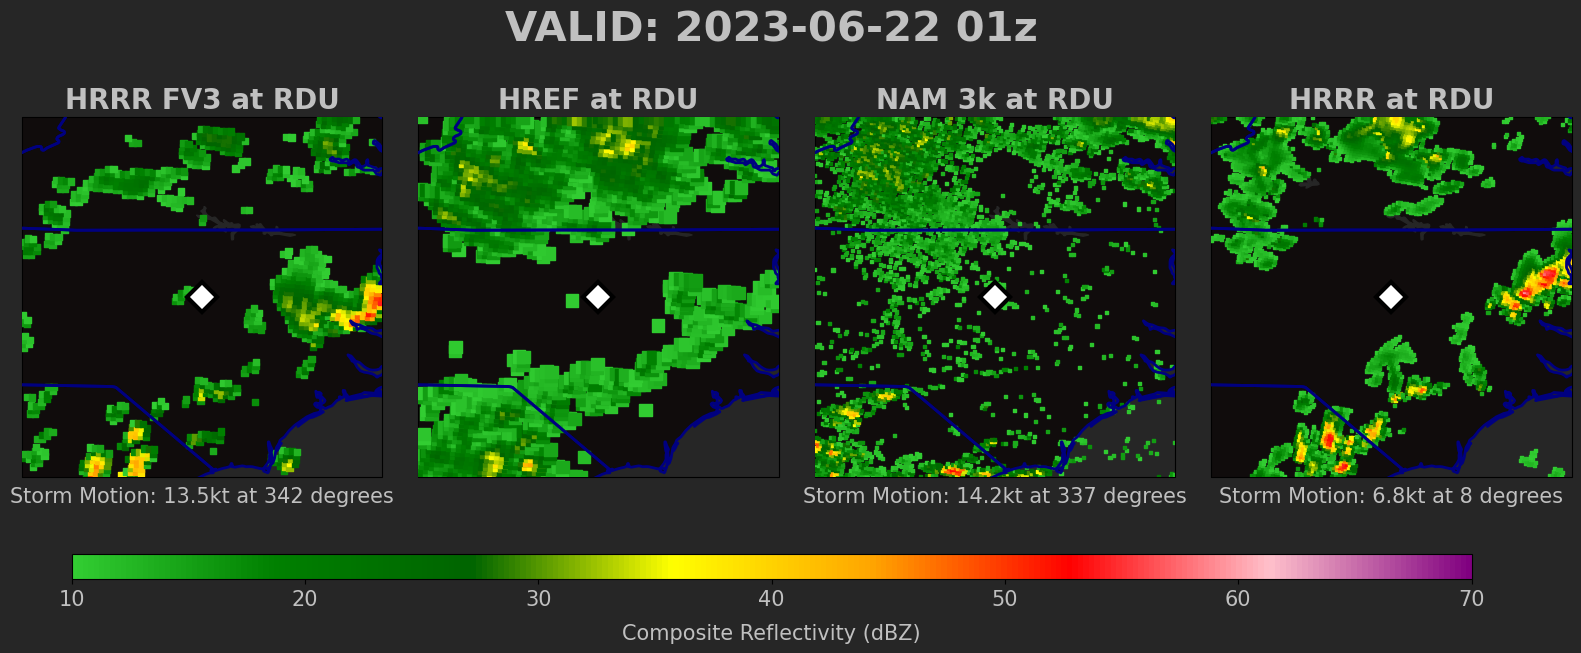 VALID: 2023-06-22 01z
HRRR FV3 at RDU
HREF at RDU
NAM 3k at RDU
HRRR at RDU
Storm Motion: 13.5kt at 342 degrees
Storm Motion: 14.2kt at 337 degrees
Storm Motion: 6.8kt at 8 degrees
10 20 30 40 50 60 70
Composite Reflectivity (dBZ)